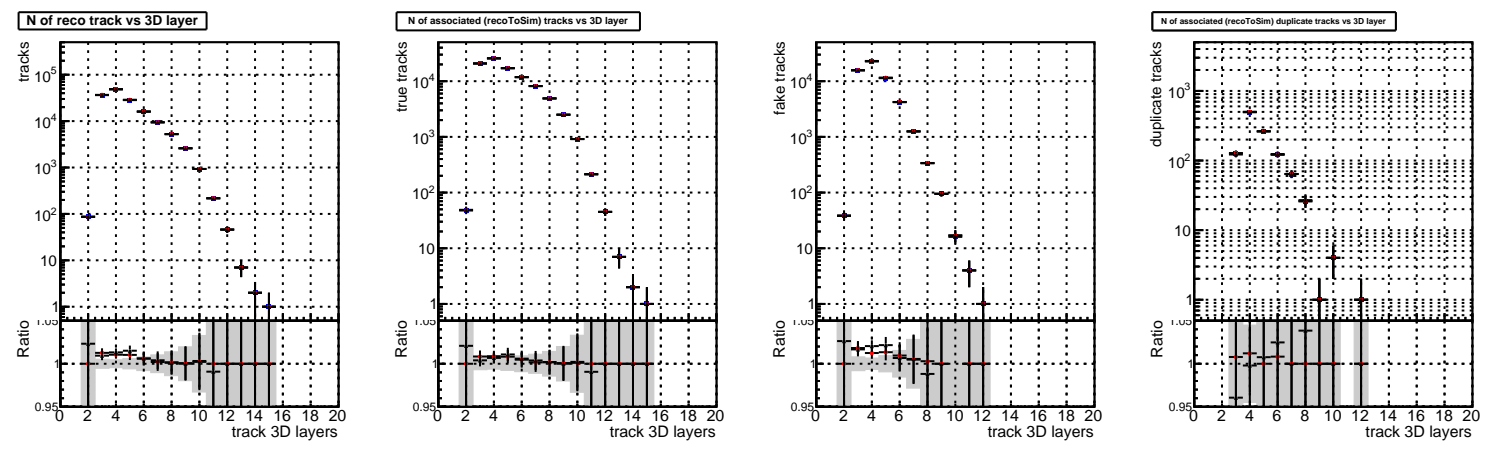 N of reco track vs 3D layer
tracks
10^5
10^4
10^3
10^2
10
1
Ratio
1.05
1
0.95
0 2 4 6 8 10 12 14 16 18 20
track 3D layers
N of associated (recoToSim) tracks vs 3D layer
true tracks
10^4
10^3
10^2
10
1
Ratio
1.05
1
0.95
0 2 4 6 8 10 12 14 16 18 20
track 3D layers
fake tracks
10^4
10^3
10^2
10
1
Ratio
1.05
1
0.95
0 2 4 6 8 10 12 14 16 18 20
track 3D layers
N of associated (recoToSim) duplicate tracks vs 3D layer
duplicate tracks
10^3
10^2
10
1
Ratio
1.05
1
0.95
0 2 4 6 8 10 12 14 16 18 20
track 3D layers